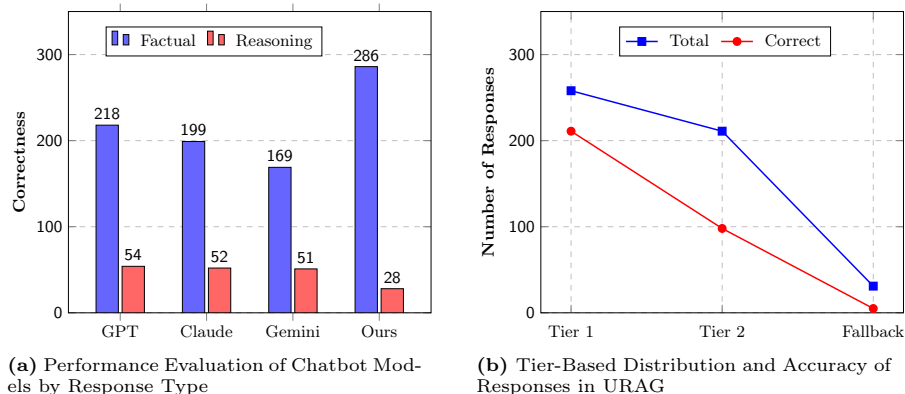 Factual Reasoning
Correctness
300
200
100
0
218
54
199
52
169
51
286
28
GPT Claude Gemini Ours
(a) Performance Evaluation of Chatbot Mod-
els by Response Type
Total Correct
Number of Responses
300
200
100
0
Tier 1 Tier 2 Fallback
(b) Tier-Based Distribution and Accuracy of
Responses in URAG